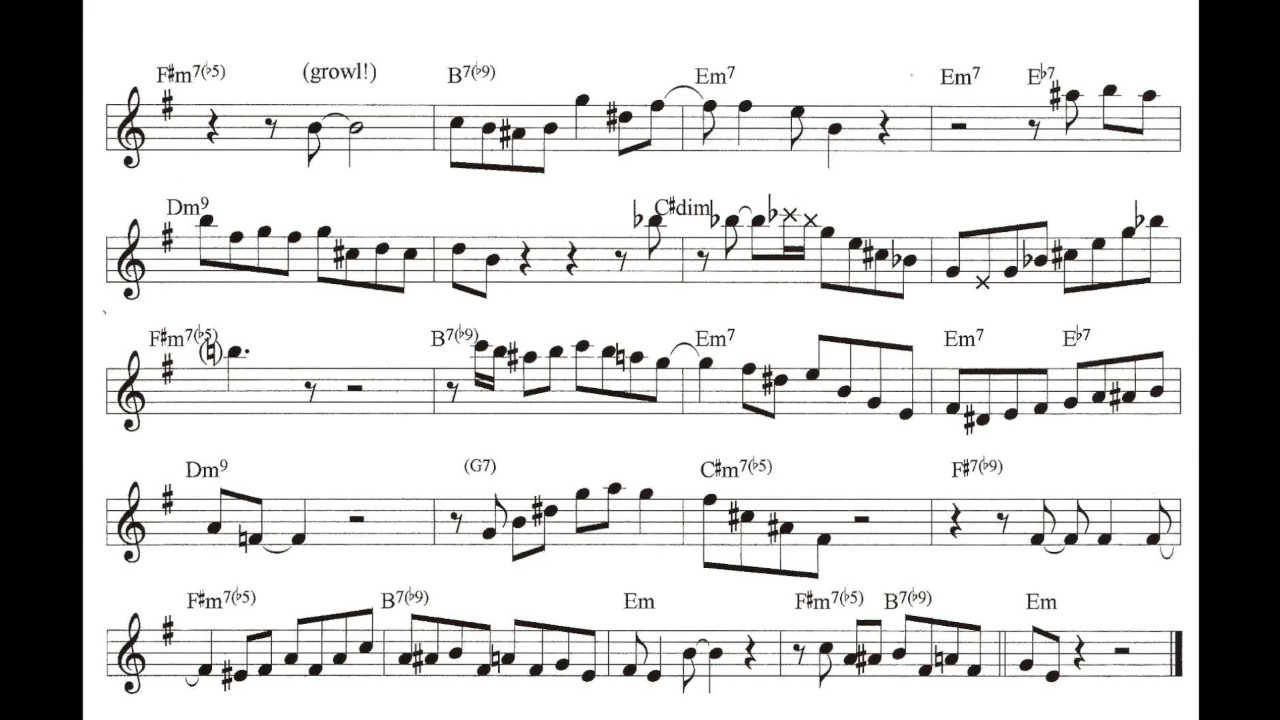 F♯m7(♭5) (growl!) B7(♭9) Em7 Em7 E♭7
Dm9 C♯dim
F♯m7(♭5) B7(♭9) Em7 Em7 E♭7
Dm9 (G7) C♯m7(♭5) F♯7(♭9)
F♯m7(♭5) B7(♭9) Em F♯m7(♭5) B7(♭9) Em